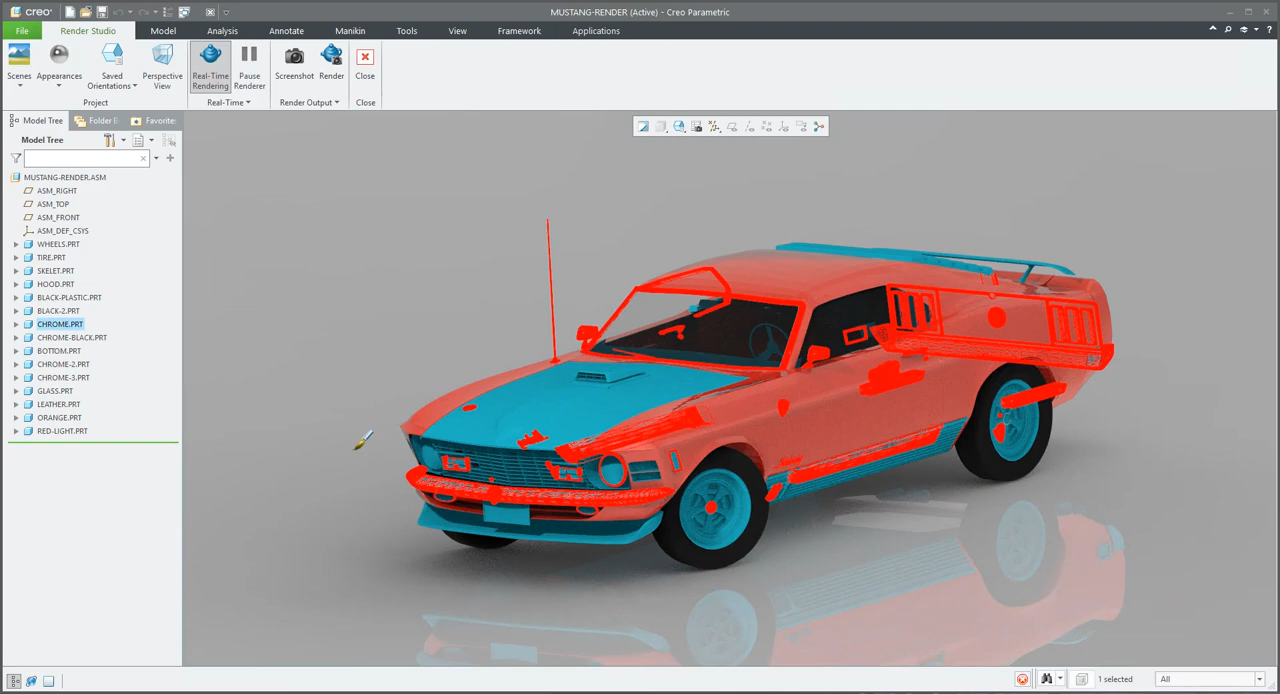 creo
MUSTANG-RENDER (Active) - Creo Parametric
File
Render Studio
Model
Analysis
Annotate
Manikin
Tools
View
Framework
Applications
Scenes
Appearances
Saved
Orientations
Perspective
View
Real-Time
Rendering
Pause
Renderer
Screenshot
Render
Close
Project
Real-Time
Render Output
Close
Model Tree
Folder
Favorite
Model Tree
MUSTANG-RENDER.ASM
ASM_RIGHT
ASM_TOP
ASM_FRONT
ASM_DEF_CSYS
WHEELS.PRT
TIRE.PRT
SKELET.PRT
HOOD.PRT
BLACK-PLASTIC.PRT
BLACK-2.PRT
CHROME.PRT
CHROME-BLACK.PRT
BOTTOM.PRT
CHROME-2.PRT
CHROME-3.PRT
GLASS.PRT
LEATHER.PRT
ORANGE.PRT
RED-LIGHT.PRT
1 selected
All